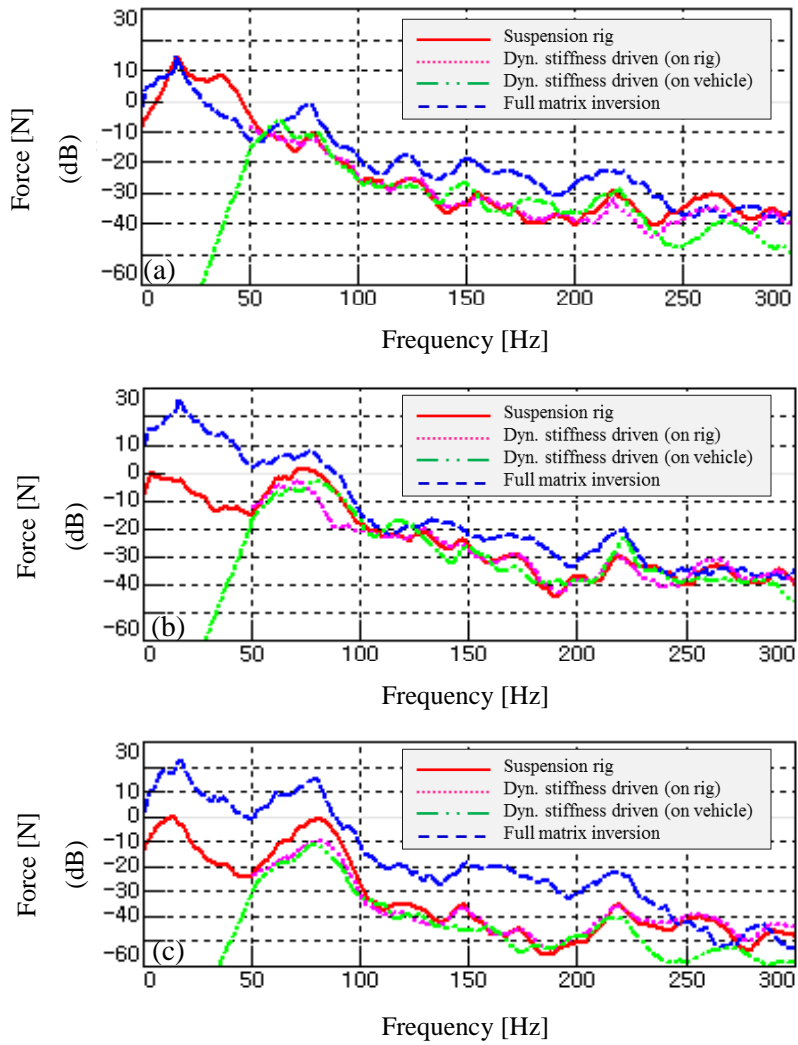 30
10
0
-10
-20
-30
-40
-60
Force [N]
(dB)
Suspension rig
Dyn. stiffness driven (on rig)
Dyn. stiffness driven (on vehicle)
Full matrix inversion
(a)
0 50 100 150 200 250 300
Frequency [Hz]
30
10
0
-10
-20
-30
-40
-60
Force [N]
(dB)
Suspension rig
Dyn. stiffness driven (on rig)
Dyn. stiffness driven (on vehicle)
Full matrix inversion
(b)
0 50 100 150 200 250 300
Frequency [Hz]
30
10
0
-10
-20
-30
-40
-60
Force [N]
(dB)
Suspension rig
Dyn. stiffness driven (on rig)
Dyn. stiffness driven (on vehicle)
Full matrix inversion
(c)
0 50 100 150 200 250 300
Frequency [Hz]